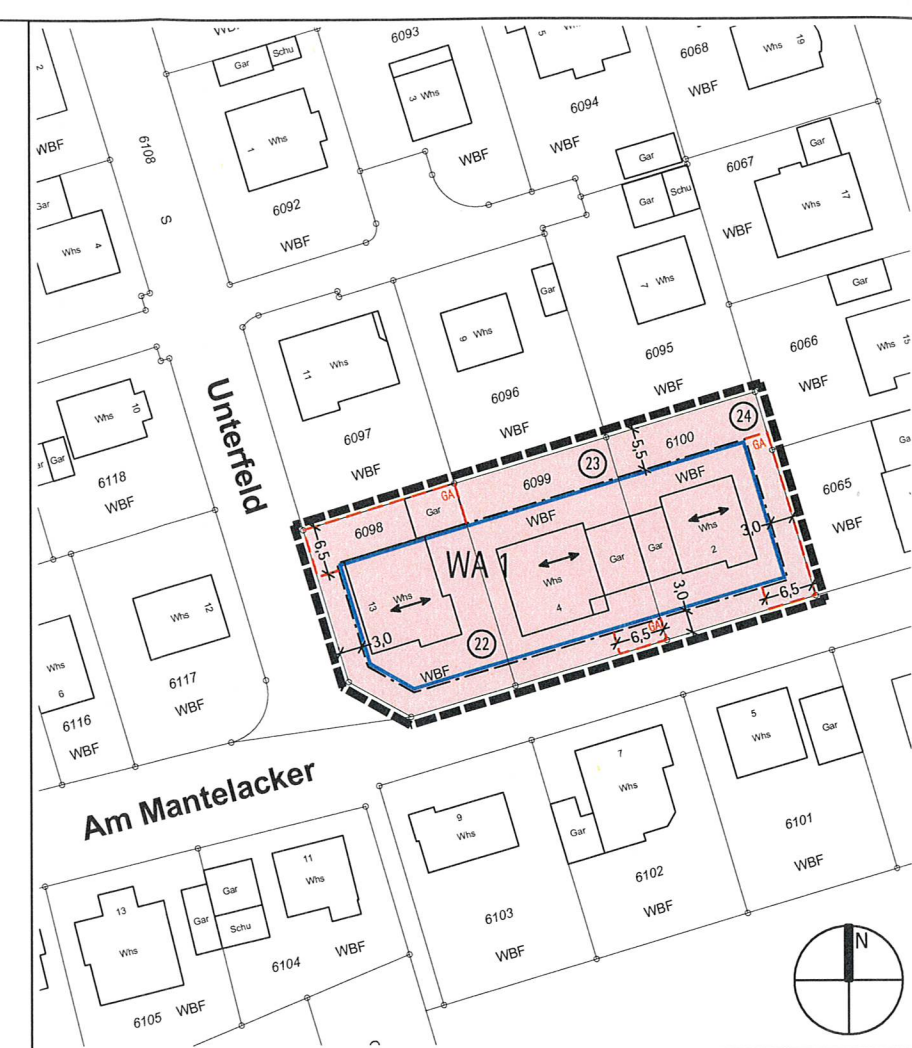 6093
Gar
Schu
1
Whs
6092
WBF
3
Whs
WBF
5
6094
WBF
6068
WBF
Whs
19
2
WBF
6108
S
Gar
Gar
Schu
6067
Gar
Whs
17
WBF
Whs
4
Gar
Gar
7
Whs
6095
WBF
Whs
15
6066
WBF
11
Whs
6097
WBF
9
Whs
6096
WBF
Whs
10
Gar
6118
WBF
Unterfeld
24
6100
5,5
23
6099
GA
GA
Gar
6098
6,5
WBF
WBF
6065
WBF
WA 1
Whs
2
3,0
Gar
Gar
Whs
4
13
Whs
3,0
3,0
6,5
GA
6,5
22
WBF
Whs
12
6117
WBF
Whs
6
6116
WBF
Am Mantelacker
5
Whs
Gar
6101
WBF
7
Whs
Gar
6102
WBF
9
Whs
6103
WBF
11
Whs
Gar
Gar
Schu
6104
WBF
13
Whs
6105
WBF
N